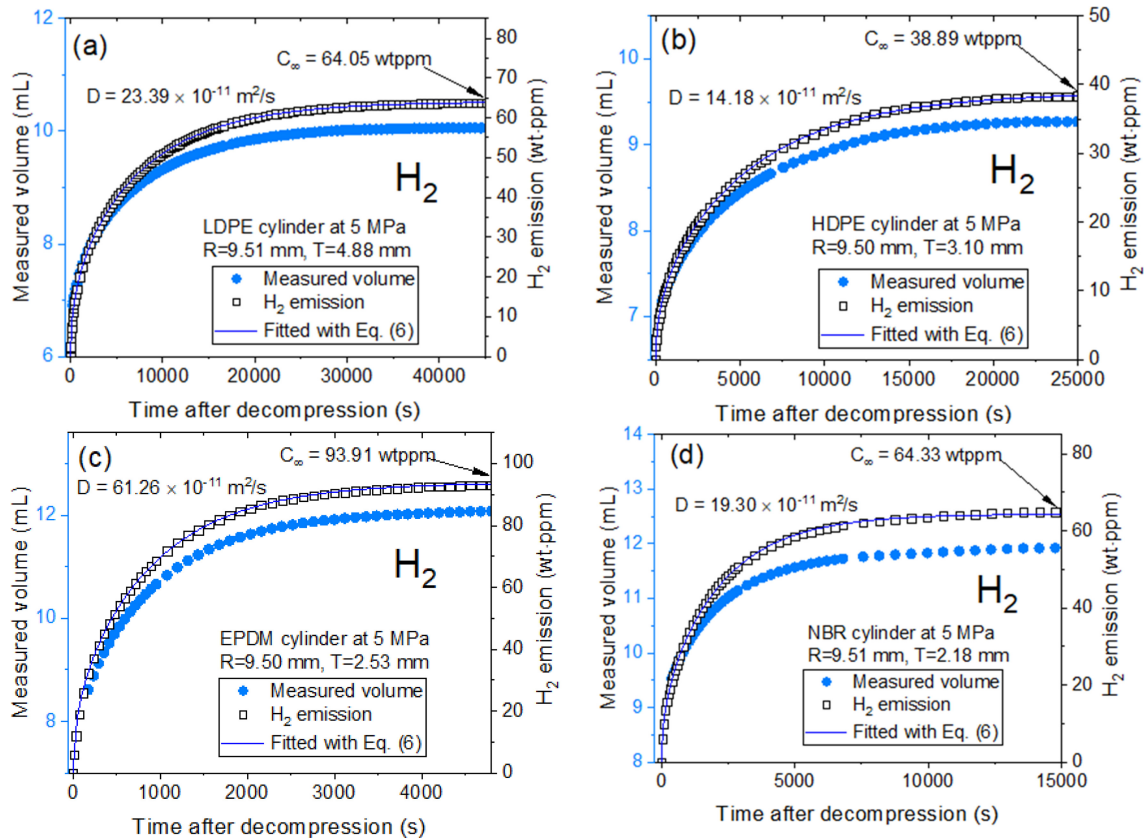 (a)
C∞ = 64.05 wtppm
D = 23.39 × 10⁻¹¹ m²/s
H₂
LDPE cylinder at 5 MPa
R=9.51 mm, T=4.88 mm
Measured volume
H₂ emission
Fitted with Eq. (6)
Measured volume (mL)
12
10
8
6
H₂ emission (wt·ppm)
80
70
60
50
40
30
20
10
0
0 10000 20000 30000 40000
Time after decompression (s)
(b)
C∞ = 38.89 wtppm
D = 14.18 × 10⁻¹¹ m²/s
H₂
HDPE cylinder at 5 MPa
R=9.50 mm, T=3.10 mm
Measured volume
H₂ emission
Fitted with Eq. (6)
Measured volume (mL)
10
9
8
7
H₂ emission (wt·ppm)
50
40
30
20
10
0
0 5000 10000 15000 20000 25000
Time after decompression (s)
(c)
C∞ = 93.91 wtppm
D = 61.26 × 10⁻¹¹ m²/s
H₂
EPDM cylinder at 5 MPa
R=9.50 mm, T=2.53 mm
Measured volume
H₂ emission
Fitted with Eq. (6)
Measured volume (mL)
12
10
8
H₂ emission (wt·ppm)
100
80
60
40
20
0
0 1000 2000 3000 4000
Time after decompression (s)
(d)
C∞ = 64.33 wtppm
D = 19.30 × 10⁻¹¹ m²/s
H₂
NBR cylinder at 5 MPa
R=9.51 mm, T=2.18 mm
Measured volume
H₂ emission
Fitted with Eq. (6)
Measured volume (mL)
14
13
12
11
10
9
8
H₂ emission (wt·ppm)
80
60
40
20
0
0 5000 10000 15000
Time after decompression (s)